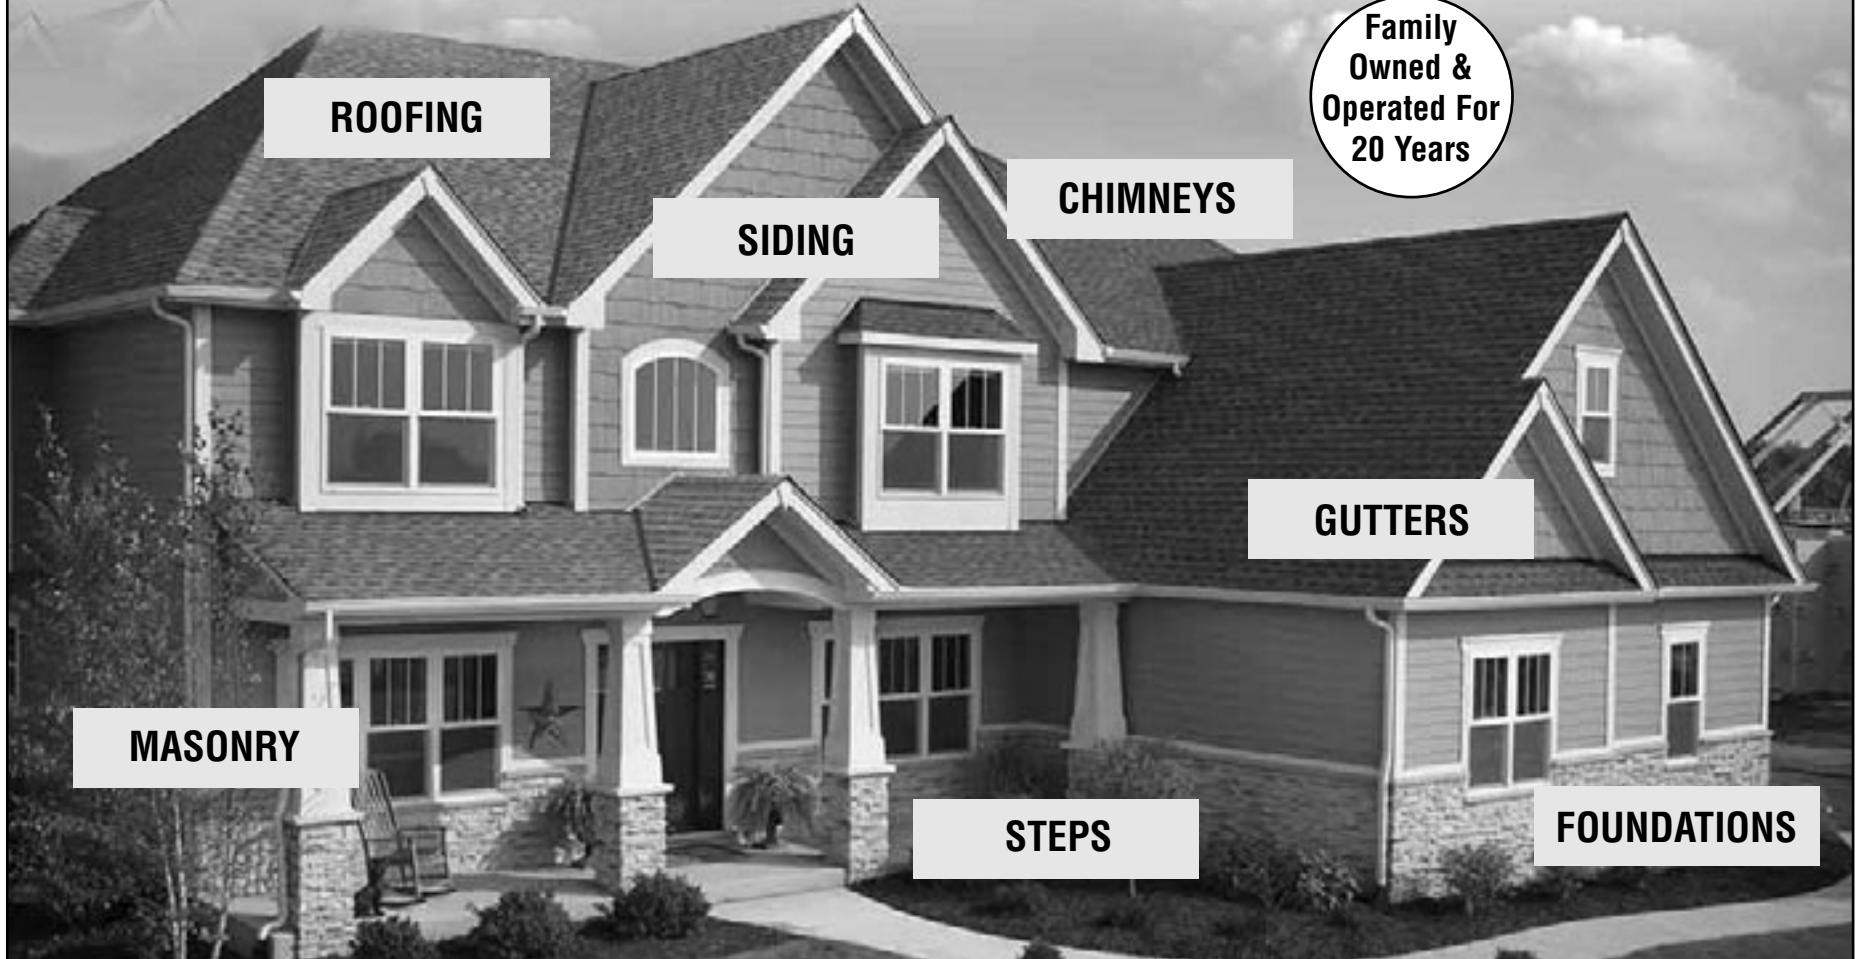 Family
Owned &
Operated For
20 Years
ROOFING
CHIMNEYS
SIDING
GUTTERS
MASONRY
STEPS
FOUNDATIONS